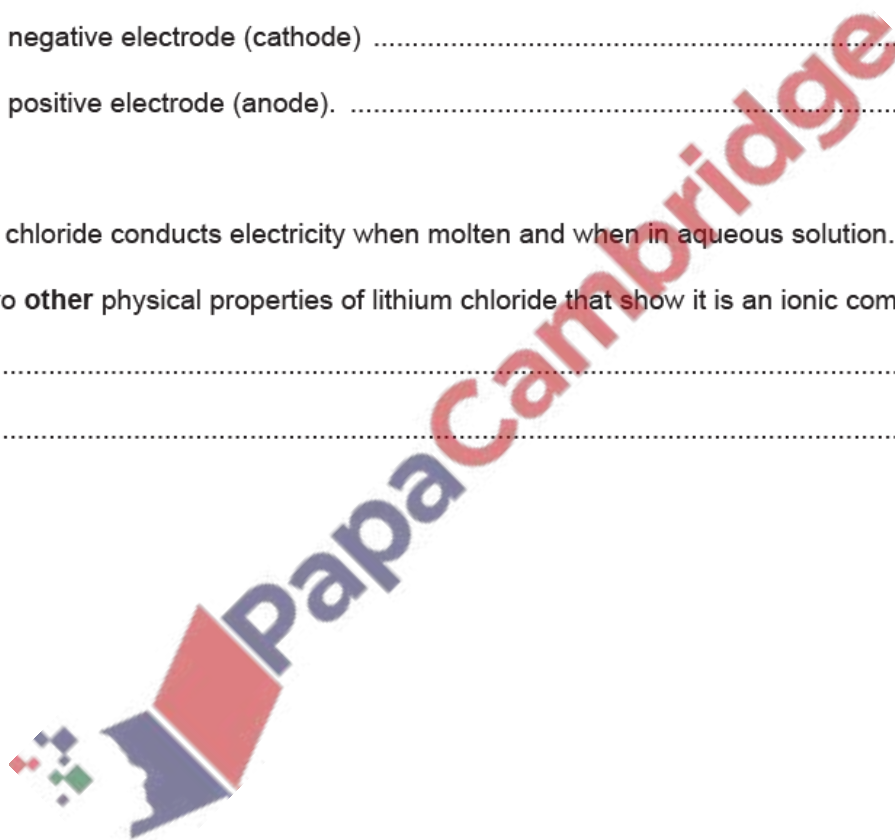 negative electrode (cathode) ................................................................
positive electrode (anode). ................................................................
chloride conducts electricity when molten and when in aqueous solution.
o other physical properties of lithium chloride that show it is an ionic com
................................................................................................................
................................................................................................................
PapaCambridge